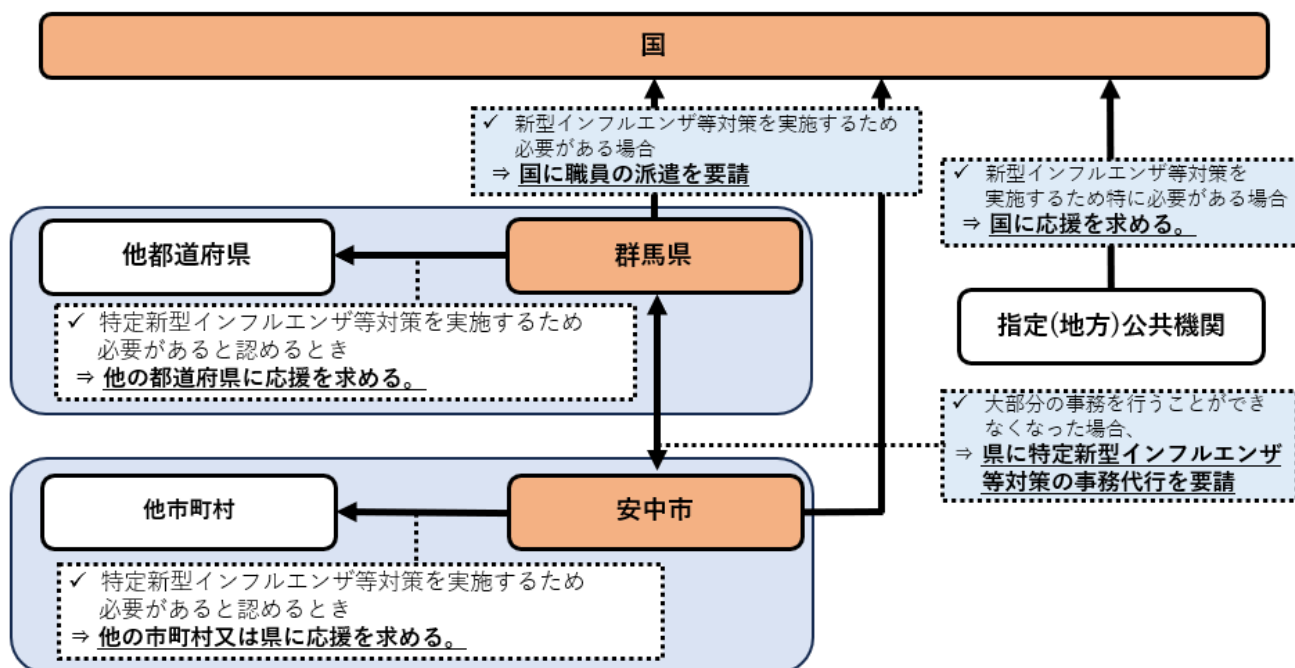 国
✓ 新型インフルエンザ等対策を実施するため
必要がある場合
⇒ 国に職員の派遣を要請
✓ 新型インフルエンザ等対策を
実施するため特に必要がある場合
⇒ 国に応援を求める。
他都道府県
群馬県
指定(地方)公共機関
✓ 特定新型インフルエンザ等対策を実施するため
必要があると認めるとき
⇒ 他の都道府県に応援を求める。
✓ 大部分の事務を行うことができ
なくなった場合、
⇒ 県に特定新型インフルエンザ
等対策の事務代行を要請
他市町村
安中市
✓ 特定新型インフルエンザ等対策を実施するため
必要があると認めるとき
⇒ 他の市町村又は県に応援を求める。